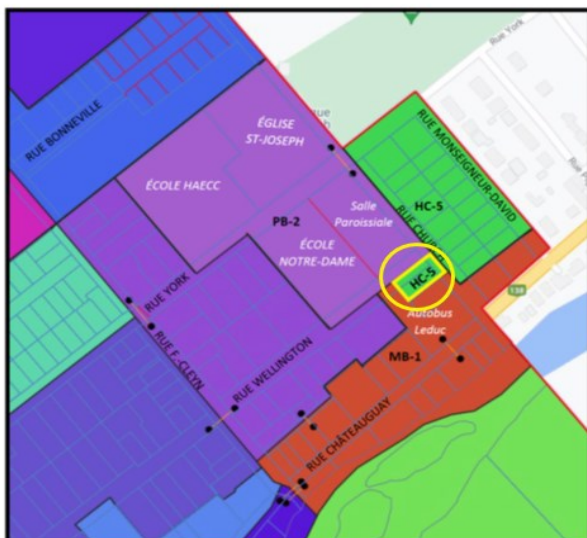 Rue York
RUE BONNEVILLE
ÉGLISE
ST-JOSEPH
RUE MONSEIGNEUR-DAVID
ÉCOLE HAECC
Salle
Paroissiale
HC-5
PB-2
ÉCOLE
NOTRE-DAME
HC-5
RUE YORK
138
Autobus
Leduc
RUE F.-CLEYN
RUE WELLINGTON
MB-1
RUE CHÂTEAUGUAY